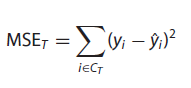 MSE_T = ∑_{i∈C_T} (y_i − ŷ_i)²